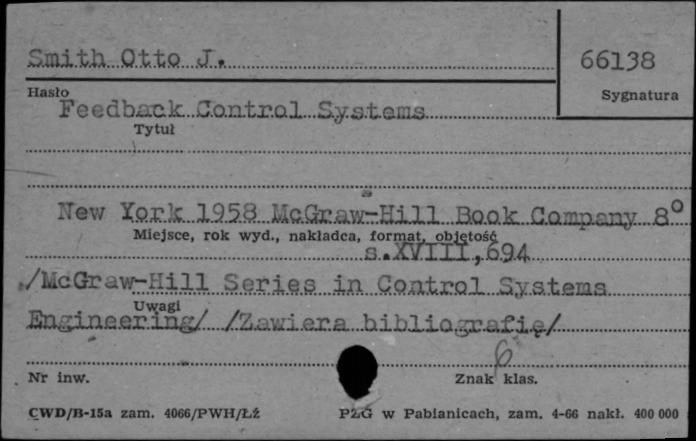 Smith Otto J.
66138
Hasło
Sygnatura
Feedback Control Systems
Tytuł
New York 1958 McGraw-Hill Book Company 8°
Miejsce, rok wyd., nakładca, format, objętość
s.XVIII,694
/McGraw-Hill Series in Control Systems
Uwagi
Engineering/ /Zawiera bibliografię/
6
Nr inw.
Znak klas.
CWD/B-15a zam. 4066/PWH/ŁŻ
PZG w Pabianicach, zam. 4-66 nakł. 400 000